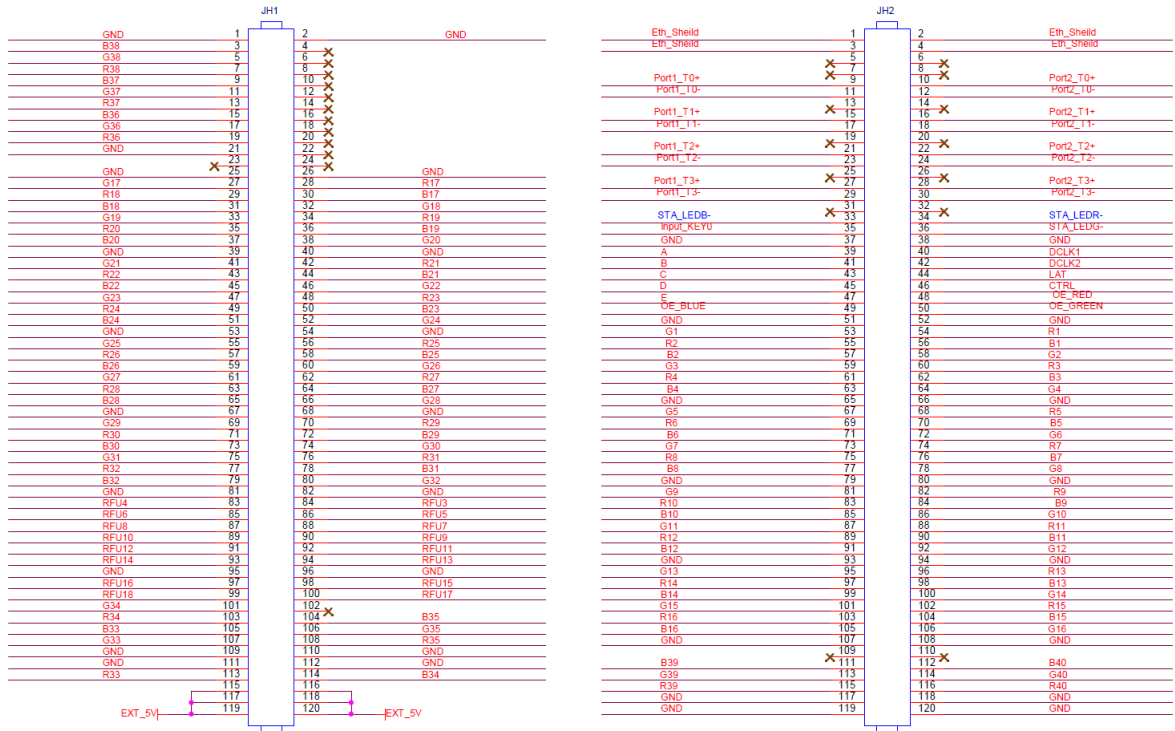 JH1
GND 1 2 GND
B38 3 4
G38 5 6
R38 7 8
B37 9 10
G37 11 12
R37 13 14
B36 15 16
G36 17 18
R36 19 20
GND 21 22
23 24
GND 25 26 GND
G17 27 28 R17
R18 29 30 B17
B18 31 32 G18
G19 33 34 R19
R20 35 36 B19
B20 37 38 G20
GND 39 40 GND
G21 41 42 R21
R22 43 44 B21
B22 45 46 G22
G23 47 48 R23
R24 49 50 B23
B24 51 52 G24
GND 53 54 GND
G25 55 56 R25
R26 57 58 B25
B26 59 60 G26
G27 61 62 R27
R28 63 64 B27
B28 65 66 G28
GND 67 68 GND
G29 69 70 R29
R30 71 72 B29
B30 73 74 G30
G31 75 76 R31
R32 77 78 B31
B32 79 80 G32
GND 81 82 GND
RFU4 83 84 RFU3
RFU6 85 86 RFU5
RFU8 87 88 RFU7
RFU10 89 90 RFU9
RFU12 91 92 RFU11
RFU14 93 94 RFU13
GND 95 96 GND
RFU16 97 98 RFU15
RFU18 99 100 RFU17
G34 101 102
R34 103 104 B35
B33 105 106 G35
G33 107 108 R35
GND 109 110 GND
GND 111 112 GND
R33 113 114 B34
115 116
117 118
EXT_5V 119 120 EXT_5V
JH2
Eth_Sheild 1 2 Eth_Sheild
Eth_Sheild 3 4 Eth_Sheild
5 6
7 8
Port1_T0+ 9 10 Port2_T0+
Port1_T0- 11 12 Port2_T0-
13 14
Port1_T1+ 15 16 Port2_T1+
Port1_T1- 17 18 Port2_T1-
19 20
Port1_T2+ 21 22 Port2_T2+
Port1_T2- 23 24 Port2_T2-
25 26
Port1_T3+ 27 28 Port2_T3+
Port1_T3- 29 30 Port2_T3-
31 32
STA_LEDB- 33 34 STA_LEDR-
Input_KEY0 35 36 STA_LEDG-
GND 37 38 GND
A 39 40 DCLK1
B 41 42 DCLK2
C 43 44 LAT
D 45 46 CTRL
E 47 48 OE_RED
OE_BLUE 49 50 OE_GREEN
GND 51 52 GND
G1 53 54 R1
R2 55 56 B1
B2 57 58 G2
G3 59 60 R3
R4 61 62 B3
B4 63 64 G4
GND 65 66 GND
G5 67 68 R5
R6 69 70 B5
B6 71 72 G6
G7 73 74 R7
R8 75 76 B7
B8 77 78 G8
GND 79 80 GND
G9 81 82 R9
R10 83 84 B9
B10 85 86 G10
G11 87 88 R11
R12 89 90 B11
B12 91 92 G12
GND 93 94 GND
G13 95 96 R13
R14 97 98 B13
B14 99 100 G14
G15 101 102 R15
R16 103 104 B15
B16 105 106 G16
GND 107 108 GND
109 110
B39 111 112 B40
G39 113 114 G40
R39 115 116 R40
GND 117 118 GND
GND 119 120 GND